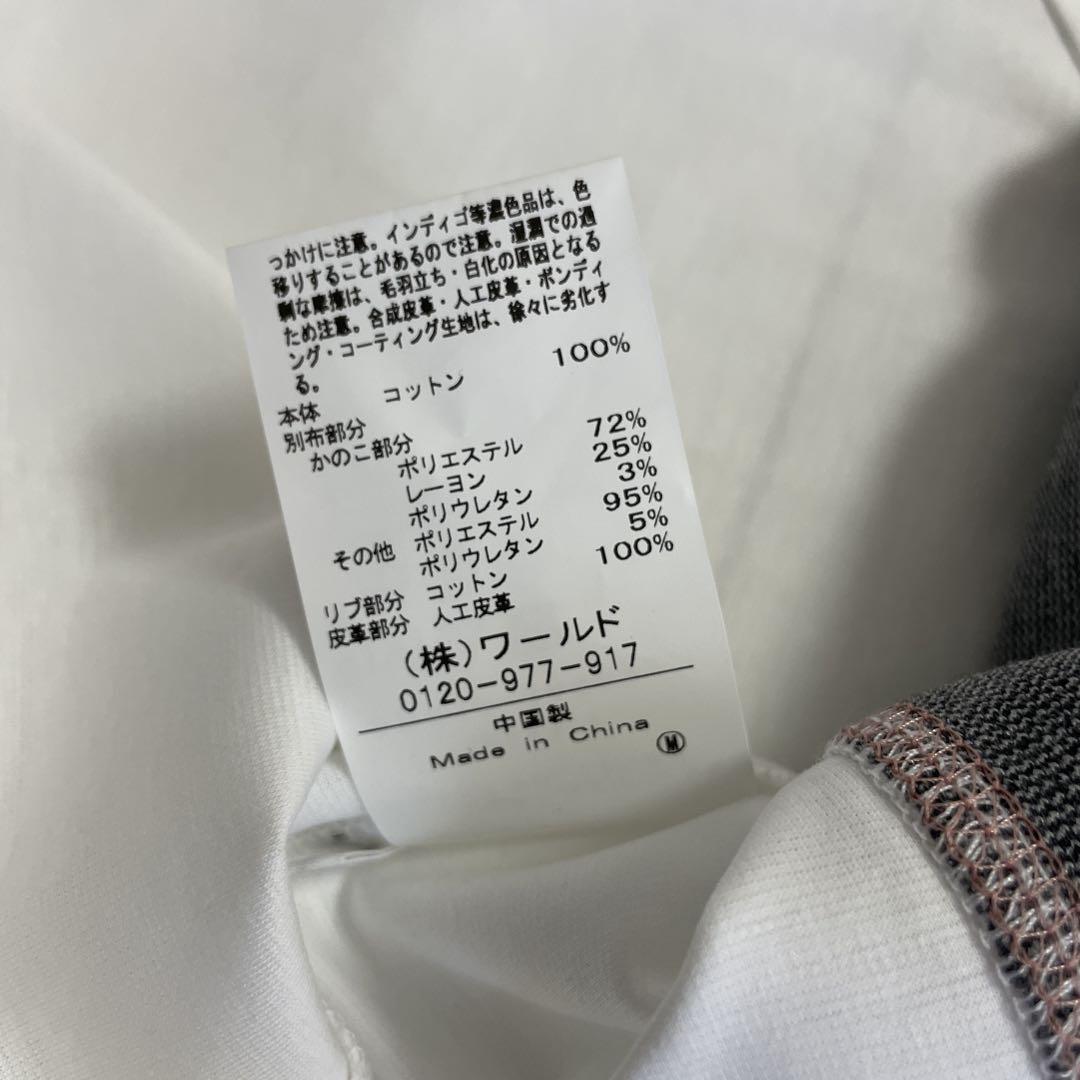 っかけに注意。インディゴ等濃色品は、色
移りすることがあるので注意。湿潤での過
剰な摩擦は、毛羽立ち・白化の原因となる
ため注意。合成皮革・人工皮革・ボンディ
ング・コーティング生地は、徐々に劣化す
る。
本体 コットン 100%
別布部分
かのこ部分
ポリエステル 72%
レーヨン 25%
ポリウレタン 3%
その他 ポリエステル 95%
ポリウレタン 5%
リブ部分 コットン 100%
皮革部分 人工皮革
(株)ワールド
0120-977-917
中国製
Made in China
M